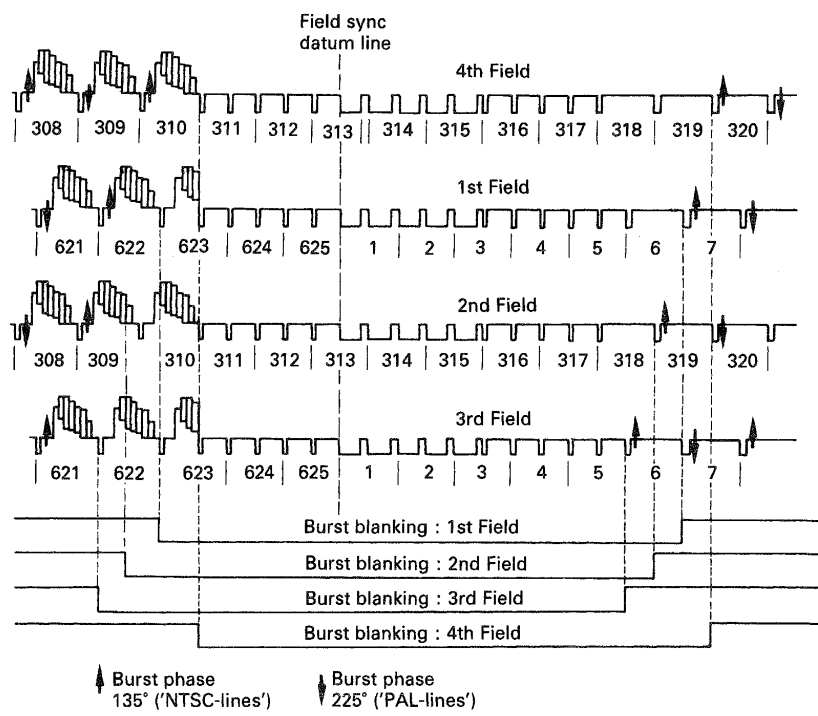 Field sync
datum line
4th Field
308 309 310 311 312 313 314 315 316 317 318 319 320
1st Field
621 622 623 624 625 1 2 3 4 5 6 7
2nd Field
308 309 310 311 312 313 314 315 316 317 318 319 320
3rd Field
621 622 623 624 625 1 2 3 4 5 6 7
Burst blanking : 1st Field
Burst blanking : 2nd Field
Burst blanking : 3rd Field
Burst blanking : 4th Field
Burst phase
135° ('NTSC-lines')
Burst phase
225° ('PAL-lines')